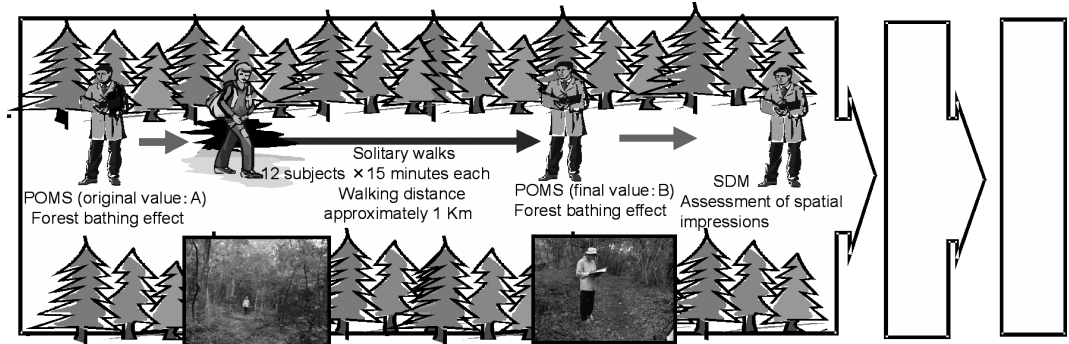 POMS (original value: A)
Forest bathing effect
Solitary walks
12 subjects ×15 minutes each
Walking distance
approximately 1 Km
POMS (final value: B)
Forest bathing effect
SDM
Assessment of spatial
impressions